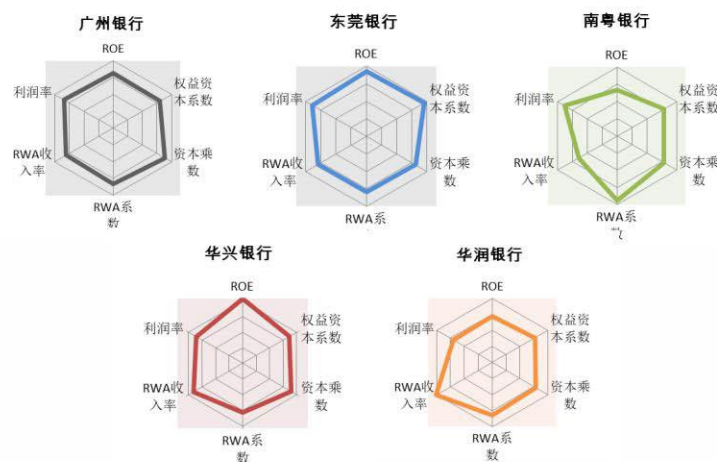 广州银行
ROE
权益资
本系数
资本乘
数
RWA系
数
RWA收
入率
利润率
东莞银行
ROE
权益资
本系数
资本乘
数
RWA系
RWA收
入率
利润率
南粤银行
ROE
权益资
本系数
资本乘
数
RWA系
数
RWA收
入率
利润率
华兴银行
ROE
权益资
本系数
资本乘
数
RWA系
数
RWA收
入率
利润率
华润银行
ROE
权益资
本系数
资本乘
数
RWA系
数
RWA收
入率
利润率